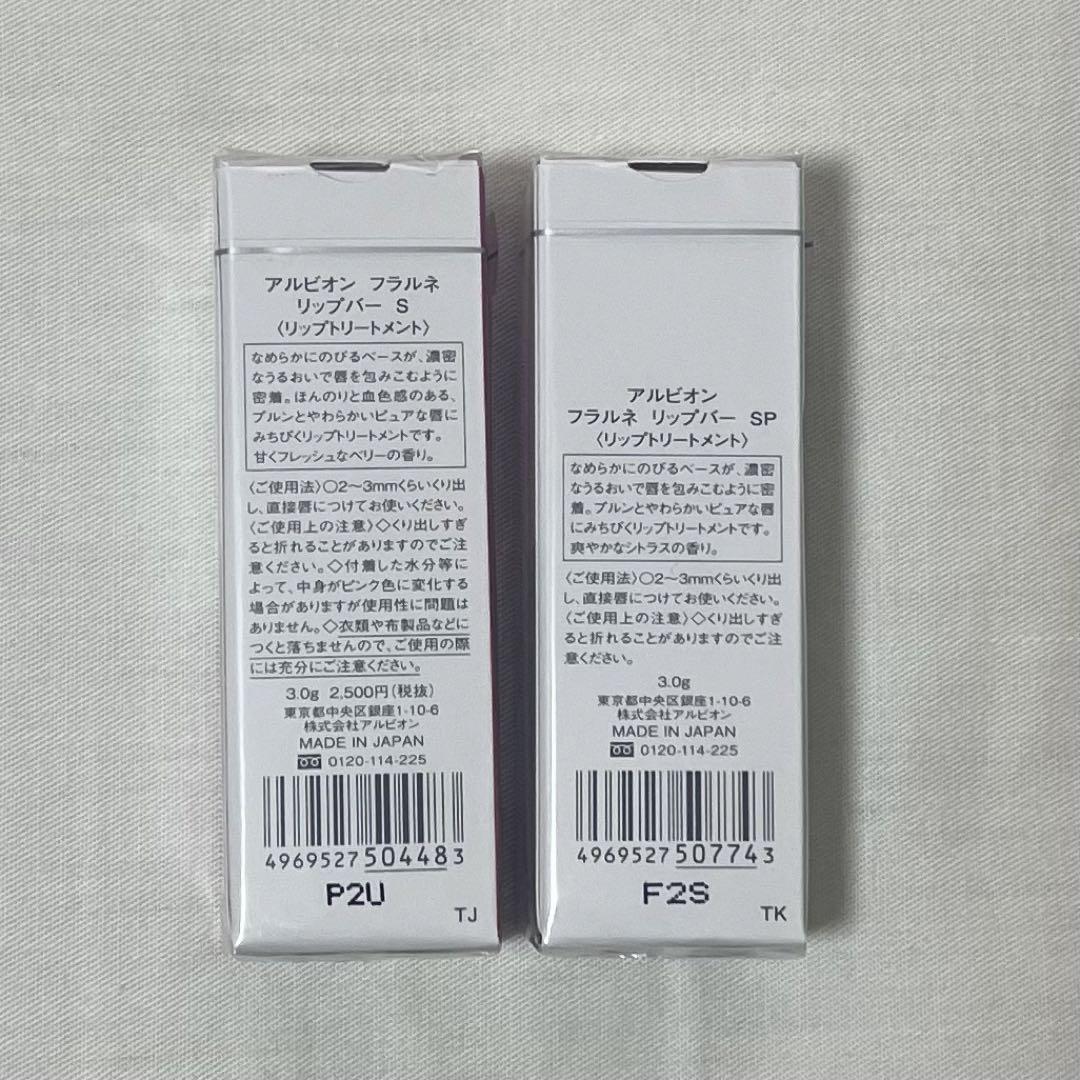 アルビオン フラルネ
リップバー S
〈リップトリートメント〉
なめらかにのびるベースが、濃密
なうるおいで唇を包みこむように
密着。ほんのりと血色感のある、
プルンとやわらかいピュアな唇に
みちびくリップトリートメントです。
甘くフレッシュなベリーの香り。
〈ご使用法〉○2～3mmくらいくり出
し、直接唇につけてお使いください。
〈ご使用上の注意〉◇くり出しすぎ
ると折れることがありますのでご注
意ください。◇付着した水分等に
よって、中身がピンク色に変化する
場合がありますが使用性に問題は
ありません。◇衣類や布製品などに
つくと落ちませんので、ご使用の際
には充分にご注意ください。
3.0g 2,500円(税抜)
東京都中央区銀座1-10-6
株式会社アルビオン
MADE IN JAPAN
0120-114-225
4969527504483
P2U
TJ
アルビオン
フラルネ リップバー SP
〈リップトリートメント〉
なめらかにのびるベースが、濃密
なうるおいで唇を包みこむように密
着。プルンとやわらかいピュアな唇
にみちびくリップトリートメントです。
爽やかなシトラスの香り。
〈ご使用法〉○2～3mmくらいくり出
し、直接唇につけてお使いください。
〈ご使用上の注意〉◇くり出しすぎ
ると折れることがありますのでご注
意ください。
3.0g
東京都中央区銀座1-10-6
株式会社アルビオン
MADE IN JAPAN
0120-114-225
4969527507743
F2S
TK